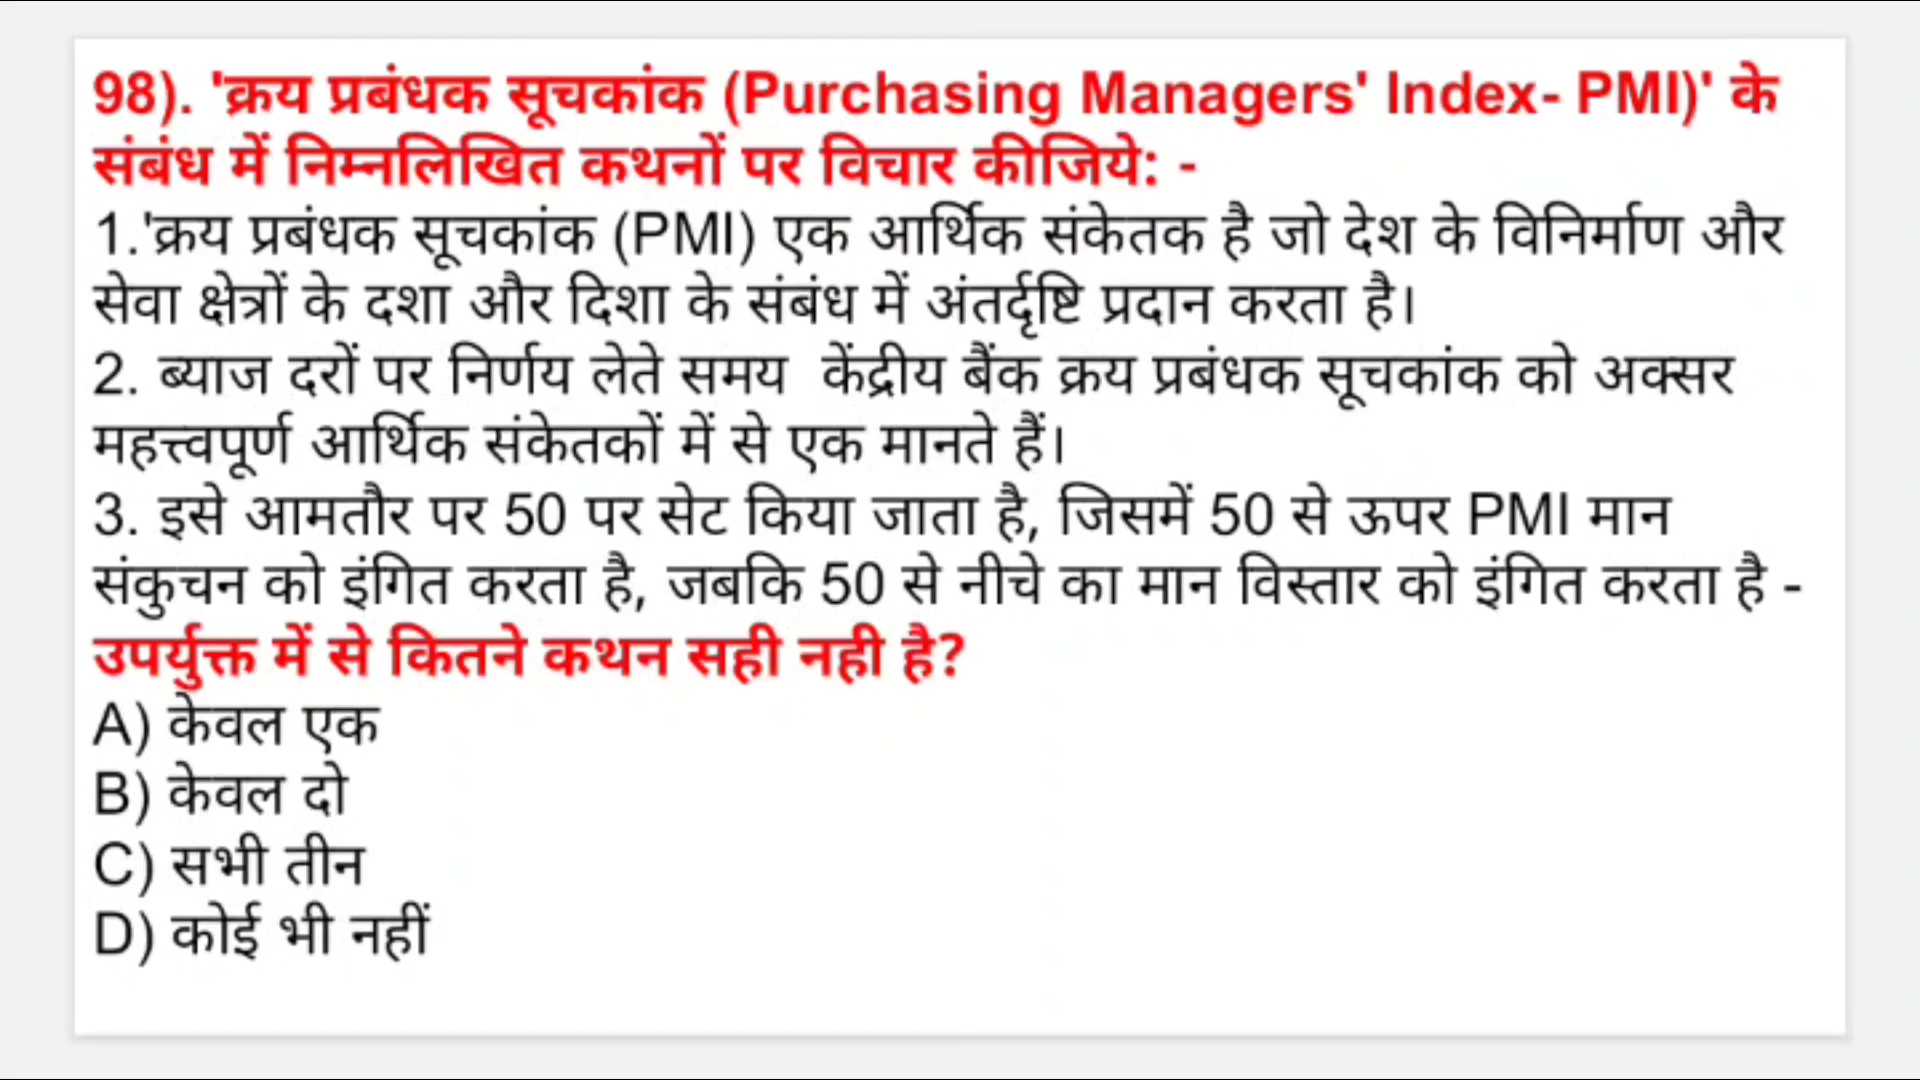 98). 'क्रय प्रबंधक सूचकांक (Purchasing Managers' Index- PMI)' के
संबंध में निम्नलिखित कथनों पर विचार कीजिये: -
1.'क्रय प्रबंधक सूचकांक (PMI) एक आर्थिक संकेतक है जो देश के विनिर्माण और
सेवा क्षेत्रों के दशा और दिशा के संबंध में अंतर्दृष्टि प्रदान करता है।
2. ब्याज दरों पर निर्णय लेते समय केंद्रीय बैंक क्रय प्रबंधक सूचकांक को अक्सर
महत्त्वपूर्ण आर्थिक संकेतकों में से एक मानते हैं।
3. इसे आमतौर पर 50 पर सेट किया जाता है, जिसमें 50 से ऊपर PMI मान
संकुचन को इंगित करता है, जबकि 50 से नीचे का मान विस्तार को इंगित करता है -
उपर्युक्त में से कितने कथन सही नही है?
A) केवल एक
B) केवल दो
C) सभी तीन
D) कोई भी नहीं